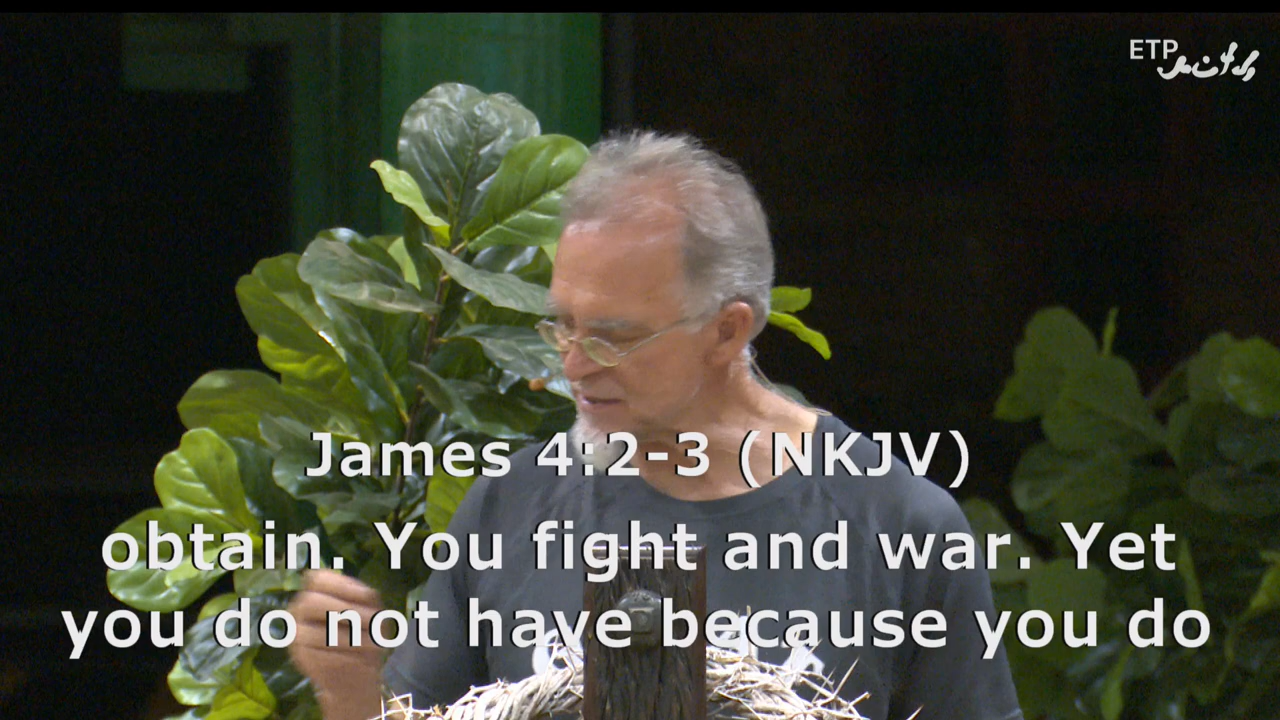 ETP
James 4:2-3 (NKJV)
obtain. You fight and war. Yet
you do not have because you do